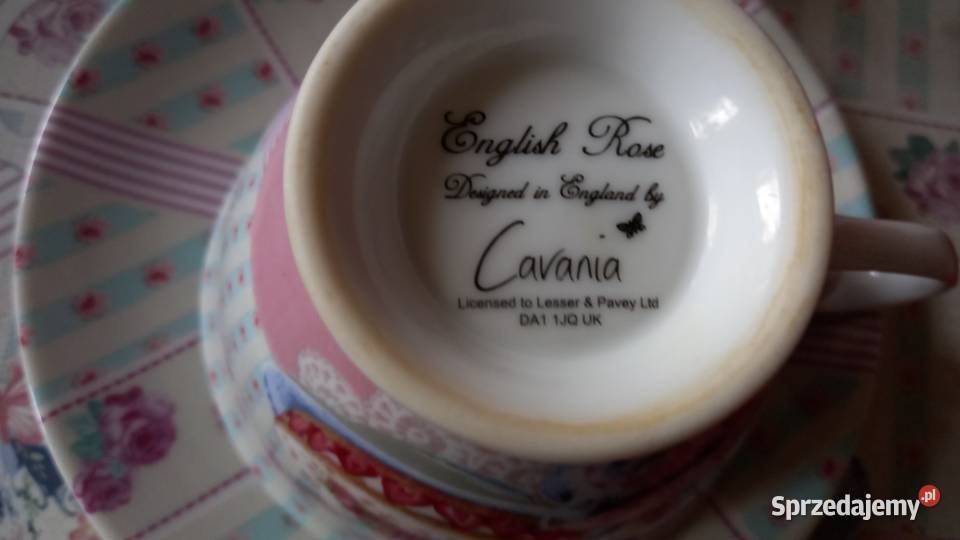 English Rose
Designed in England by
Cavania
Licensed to Lesser & Pavey Ltd
DA1 1JQ UK
Sprzedajemy.pl